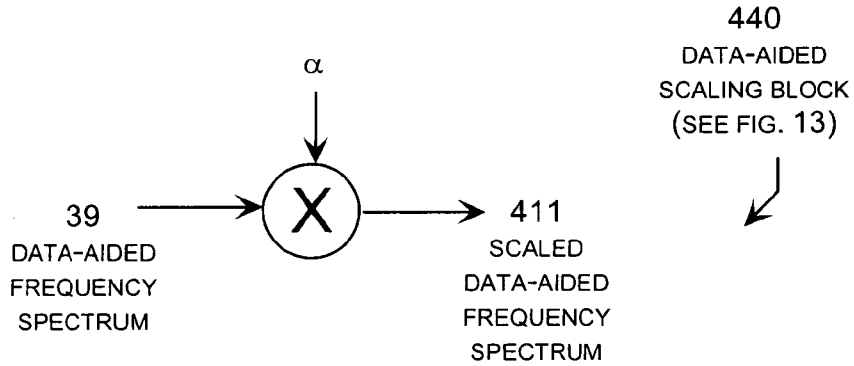 440
DATA-AIDED
SCALING BLOCK
(SEE FIG. 13)
α
X
39
DATA-AIDED
FREQUENCY
SPECTRUM
411
SCALED
DATA-AIDED
FREQUENCY
SPECTRUM